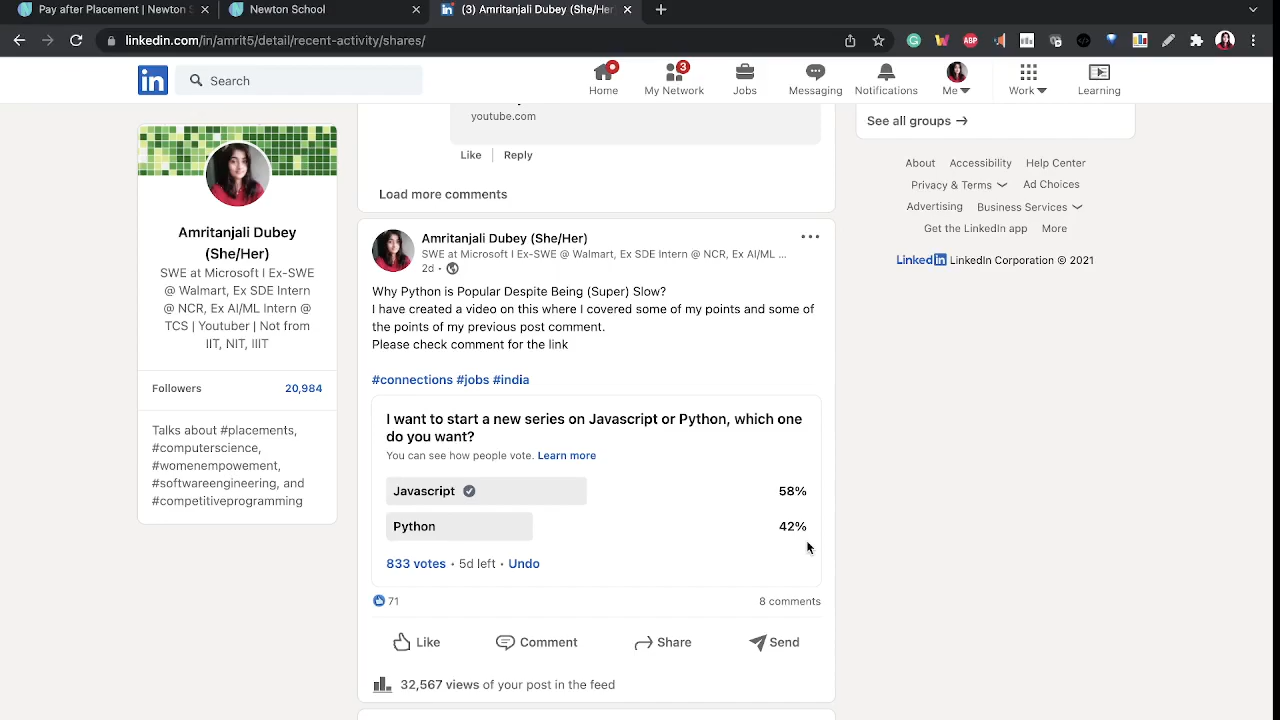 Pay after Placement | Newton S
Newton School
(3) Amritanjali Dubey (She/Her
linkedin.com/in/amrit5/detail/recent-activity/shares/
ABP
in
Search
Home
3
My Network
Jobs
Messaging
Notifications
Me
Work
Learning
youtube.com
Like
Reply
Load more comments
See all groups →
About Accessibility Help Center
Privacy & Terms Ad Choices
Advertising Business Services
Get the LinkedIn app More
LinkedIn LinkedIn Corporation © 2021
Amritanjali Dubey
(She/Her)
SWE at Microsoft I Ex-SWE
@ Walmart, Ex SDE Intern
@ NCR, Ex AI/ML Intern @
TCS | Youtuber | Not from
IIT, NIT, IIIT
Followers 20,984
Talks about #placements,
#computerscience,
#womenempowement,
#softwareengineering, and
#competitiveprogramming
Amritanjali Dubey (She/Her)
SWE at Microsoft I Ex-SWE @ Walmart, Ex SDE Intern @ NCR, Ex AI/ML ...
2d •
Why Python is Popular Despite Being (Super) Slow?
I have created a video on this where I covered some of my points and some of
the points of my previous post comment.
Please check comment for the link
#connections #jobs #india
I want to start a new series on Javascript or Python, which one
do you want?
You can see how people vote. Learn more
Javascript 58%
Python 42%
833 votes • 5d left • Undo
71
8 comments
Like
Comment
Share
Send
32,567 views of your post in the feed